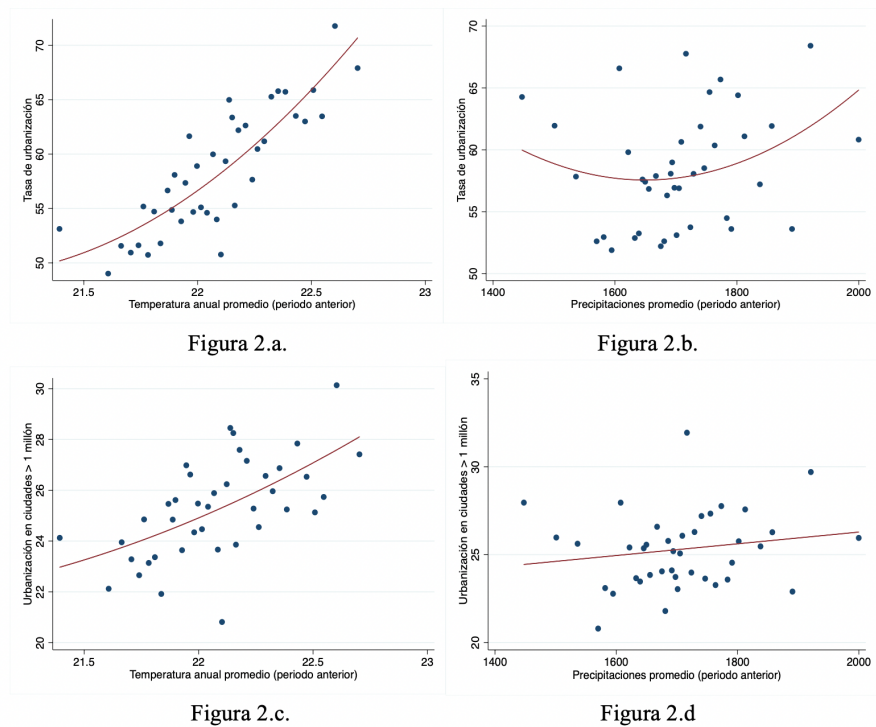 Tasa de urbanización
70
65
60
55
50
21.5 22 22.5 23
Temperatura anual promedio (periodo anterior)
Figura 2.a.
Tasa de urbanización
70
65
60
55
50
1400 1600 1800 2000
Precipitaciones promedio (periodo anterior)
Figura 2.b.
Urbanización en ciudades > 1 millón
30
28
26
24
22
20
21.5 22 22.5 23
Temperatura anual promedio (periodo anterior)
Figura 2.c.
Urbanización en ciudades > 1 millón
35
30
25
20
1400 1600 1800 2000
Precipitaciones promedio (periodo anterior)
Figura 2.d